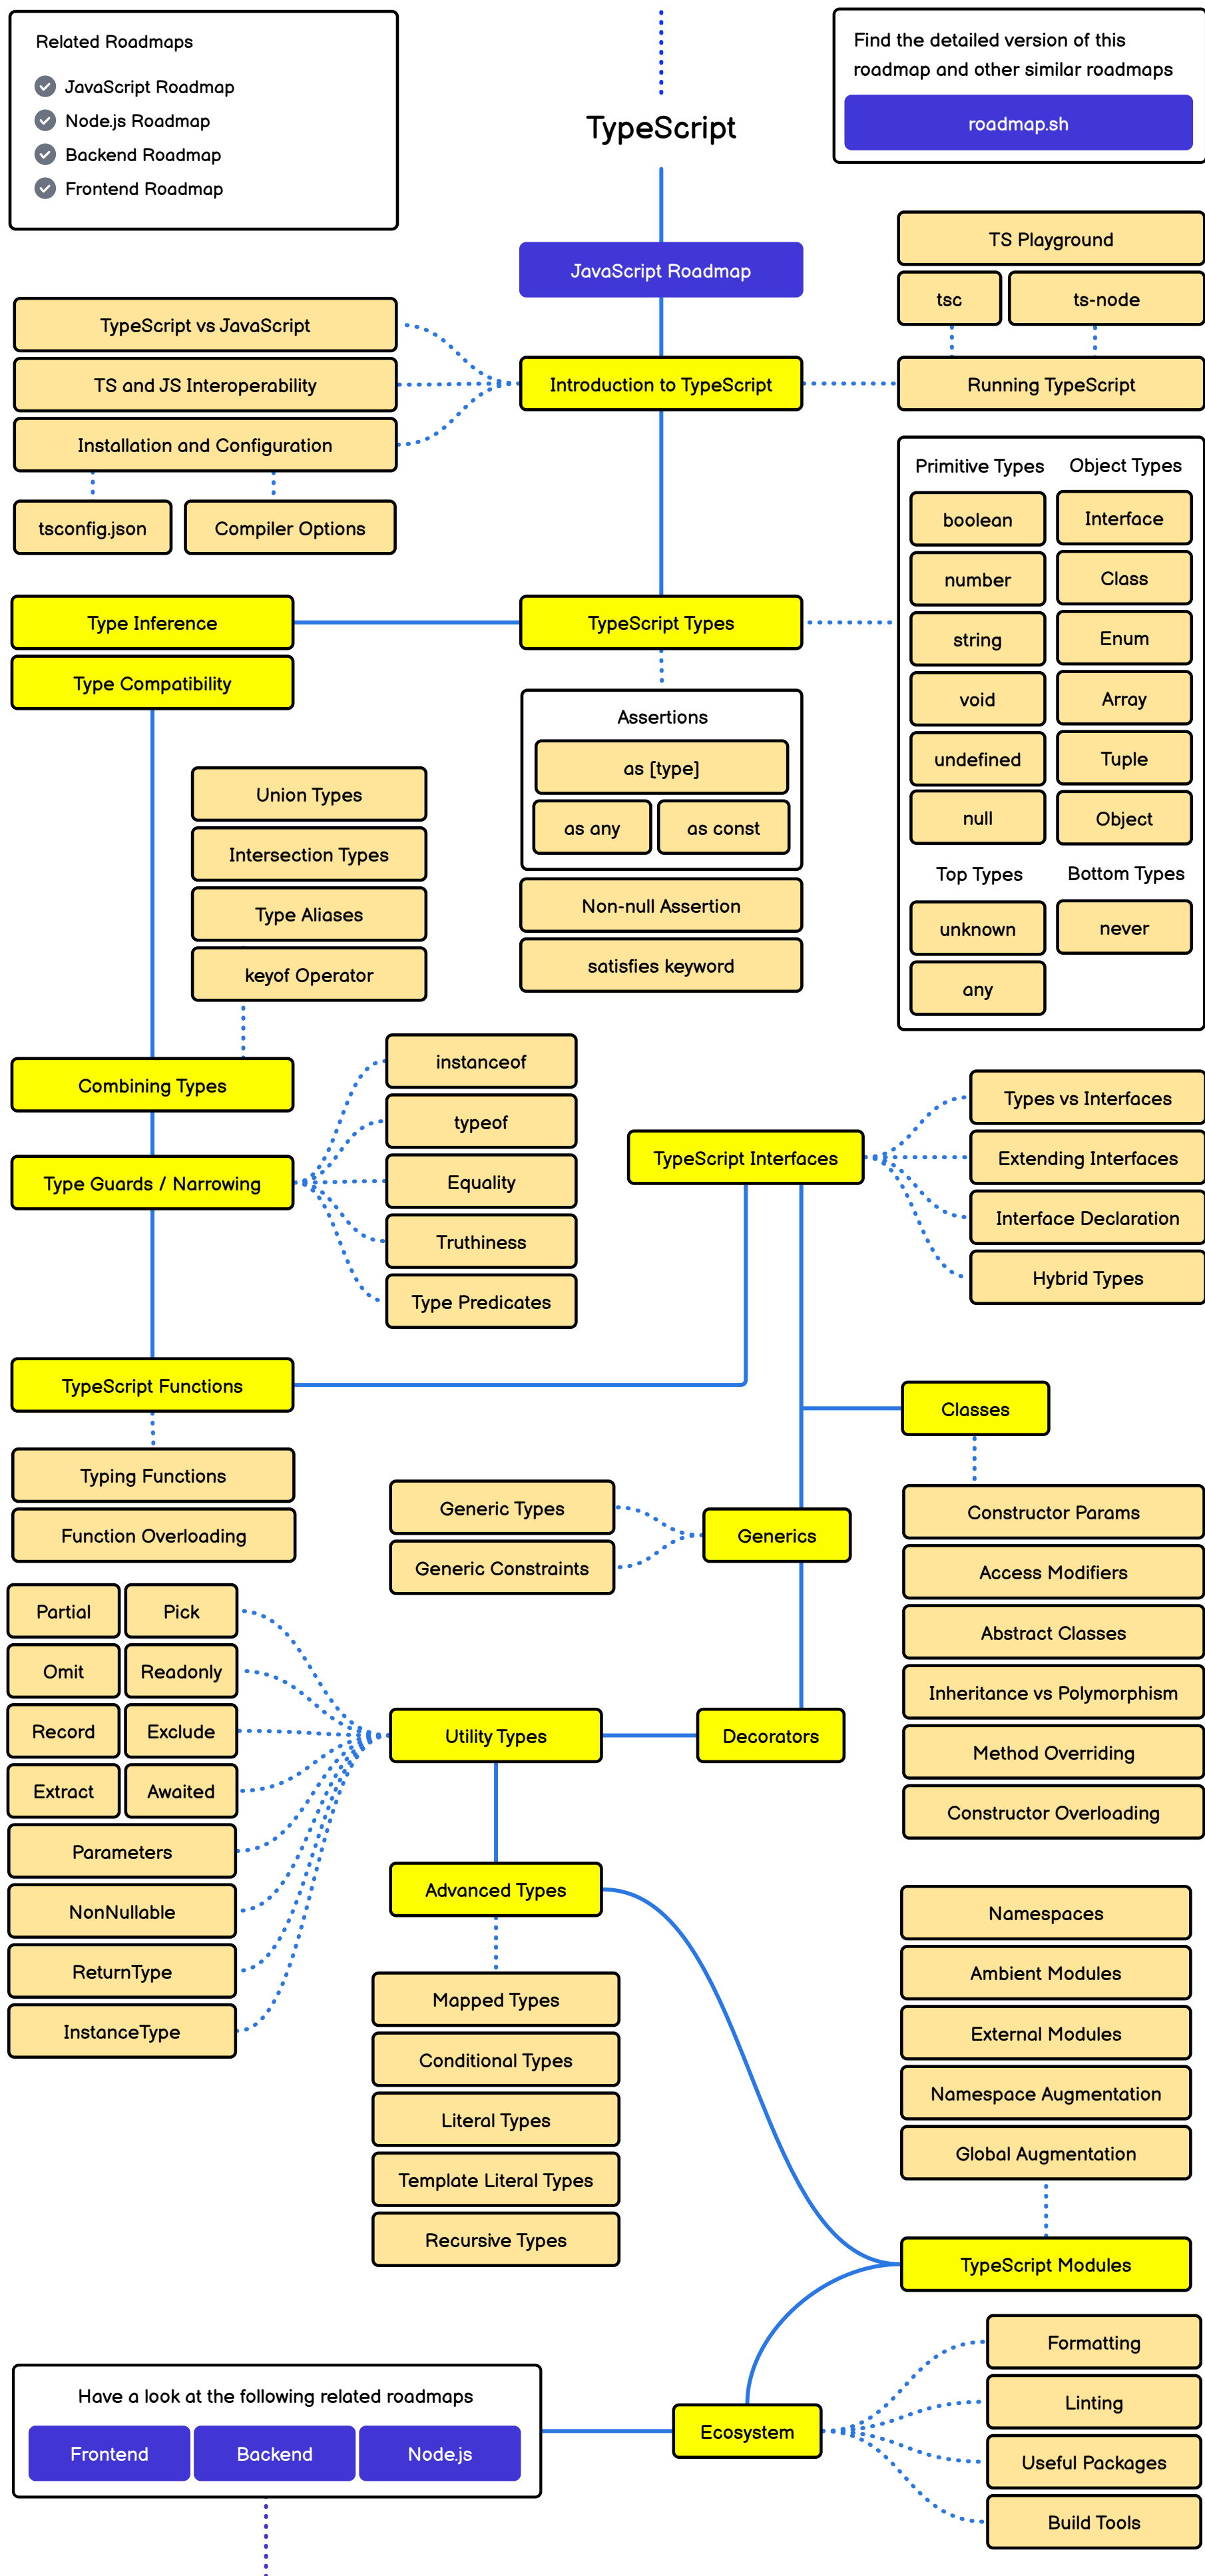 Related Roadmaps
JavaScript Roadmap
Node.js Roadmap
Backend Roadmap
Frontend Roadmap
TypeScript
Find the detailed version of this
roadmap and other similar roadmaps
roadmap.sh
JavaScript Roadmap
TS Playground
tsc
ts-node
TypeScript vs JavaScript
TS and JS Interoperability
Installation and Configuration
tsconfig.json
Compiler Options
Introduction to TypeScript
Running TypeScript
Primitive Types
boolean
number
string
void
undefined
null
Object Types
Interface
Class
Enum
Array
Tuple
Object
Top Types
unknown
any
Bottom Types
never
Type Inference
Type Compatibility
TypeScript Types
Assertions
as [type]
as any
as const
Non-null Assertion
satisfies keyword
Union Types
Intersection Types
Type Aliases
keyof Operator
Combining Types
Type Guards / Narrowing
instanceof
typeof
Equality
Truthiness
Type Predicates
TypeScript Interfaces
Types vs Interfaces
Extending Interfaces
Interface Declaration
Hybrid Types
TypeScript Functions
Typing Functions
Function Overloading
Classes
Constructor Params
Access Modifiers
Abstract Classes
Inheritance vs Polymorphism
Method Overriding
Constructor Overloading
Generic Types
Generic Constraints
Generics
Partial
Pick
Omit
Readonly
Record
Exclude
Extract
Awaited
Parameters
NonNullable
ReturnType
InstanceType
Utility Types
Decorators
Advanced Types
Mapped Types
Conditional Types
Literal Types
Template Literal Types
Recursive Types
Namespaces
Ambient Modules
External Modules
Namespace Augmentation
Global Augmentation
TypeScript Modules
Formatting
Linting
Useful Packages
Build Tools
Ecosystem
Have a look at the following related roadmaps
Frontend
Backend
Node.js